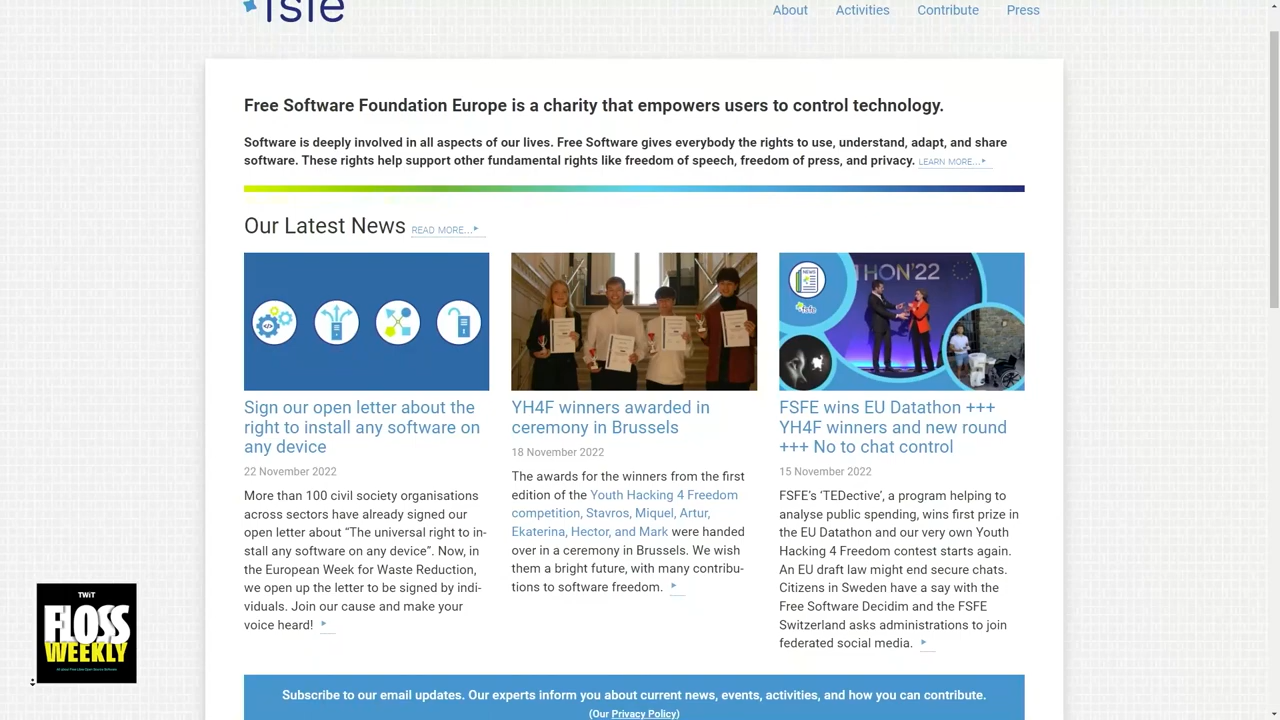 fsfe
About Activities Contribute Press
Free Software Foundation Europe is a charity that empowers users to control technology.
Software is deeply involved in all aspects of our lives. Free Software gives everybody the rights to use, understand, adapt, and share
software. These rights help support other fundamental rights like freedom of speech, freedom of press, and privacy. LEARN MORE...
Our Latest News READ MORE...
NEWS
fsfe
THON'22
Sign our open letter about the
right to install any software on
any device
22 November 2022
More than 100 civil society organisations
across sectors have already signed our
open letter about “The universal right to in-
stall any software on any device”. Now, in
the European Week for Waste Reduction,
we open up the letter to be signed by indi-
viduals. Join our cause and make your
voice heard!
YH4F winners awarded in
ceremony in Brussels
18 November 2022
The awards for the winners from the first
edition of the Youth Hacking 4 Freedom
competition, Stavros, Miquel, Artur,
Ekaterina, Hector, and Mark were handed
over in a ceremony in Brussels. We wish
them a bright future, with many contribu-
tions to software freedom.
FSFE wins EU Datathon +++
YH4F winners and new round
+++ No to chat control
15 November 2022
FSFE’s ‘TEDective’, a program helping to
analyse public spending, wins first prize in
the EU Datathon and our very own Youth
Hacking 4 Freedom contest starts again.
An EU draft law might end secure chats.
Citizens in Sweden have a say with the
Free Software Decidim and the FSFE
Switzerland asks administrations to join
federated social media.
TWiT
FLOSS
WEEKLY
Subscribe to our email updates. Our experts inform you about current news, events, activities, and how you can contribute.
(Our Privacy Policy)